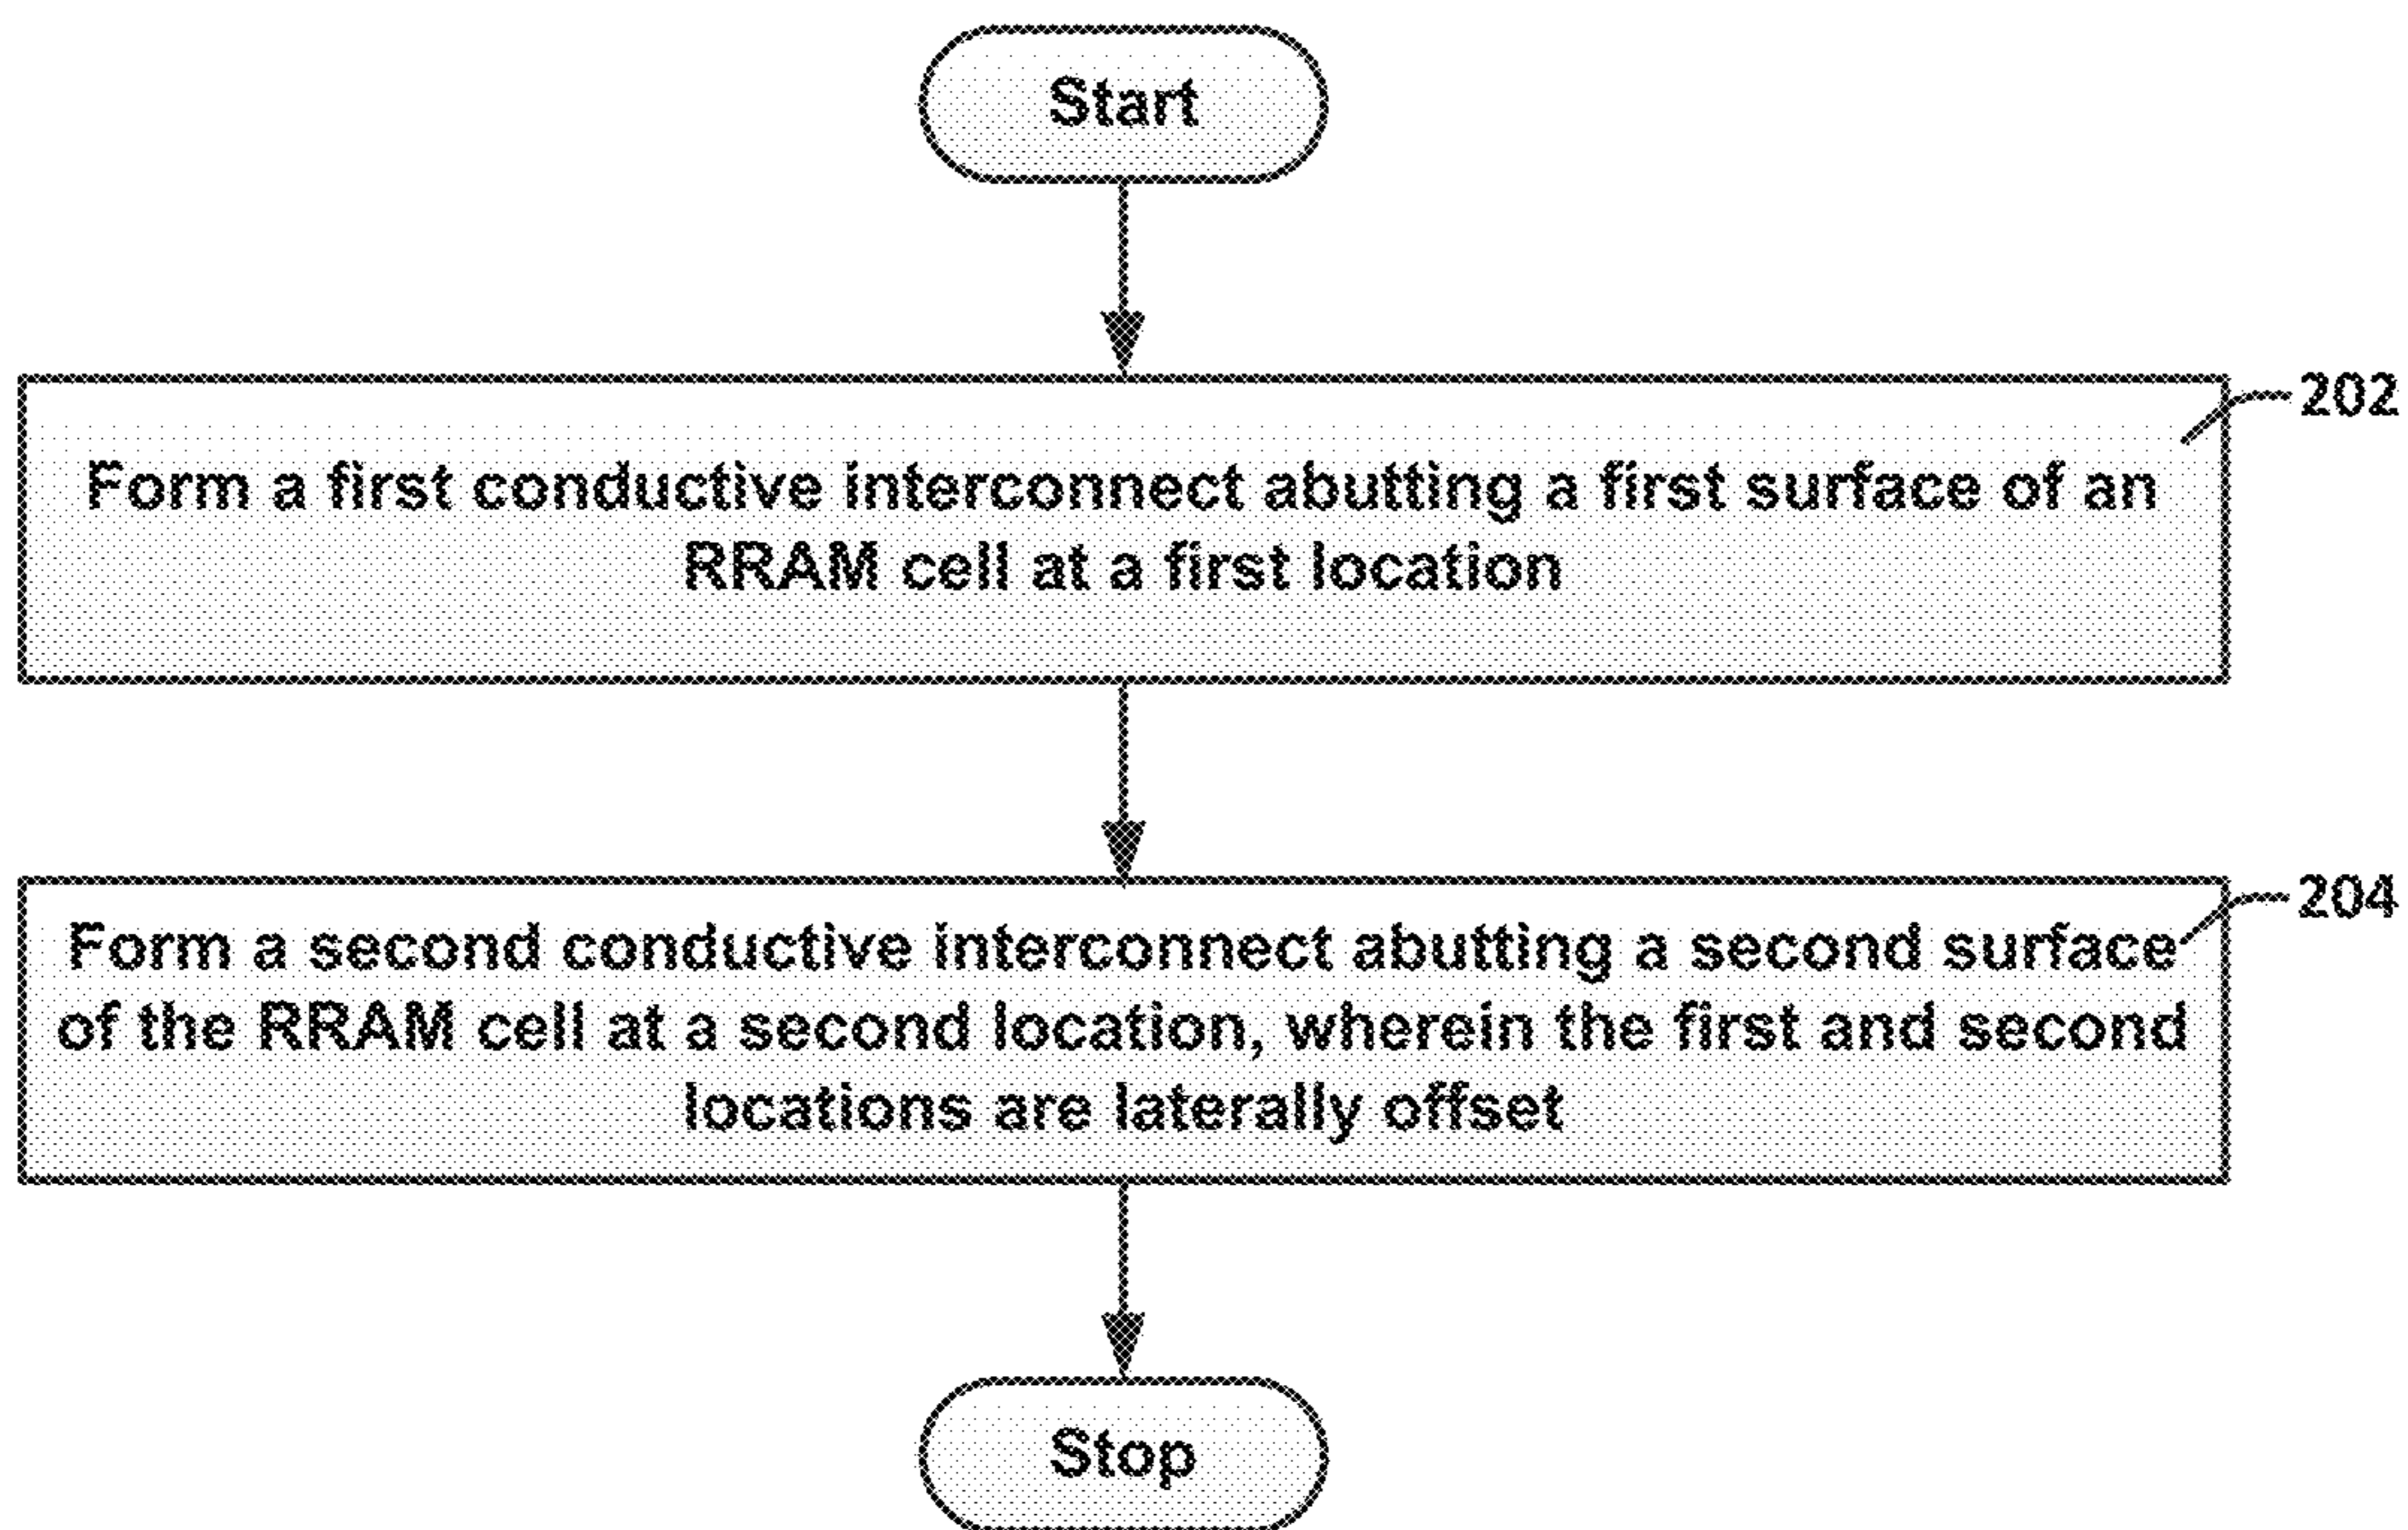 Start
202
Form a first conductive interconnect abutting a first surface of an
RRAM cell at a first location
204
Form a second conductive interconnect abutting a second surface
of the RRAM cell at a second location, wherein the first and second
locations are laterally offset
Stop